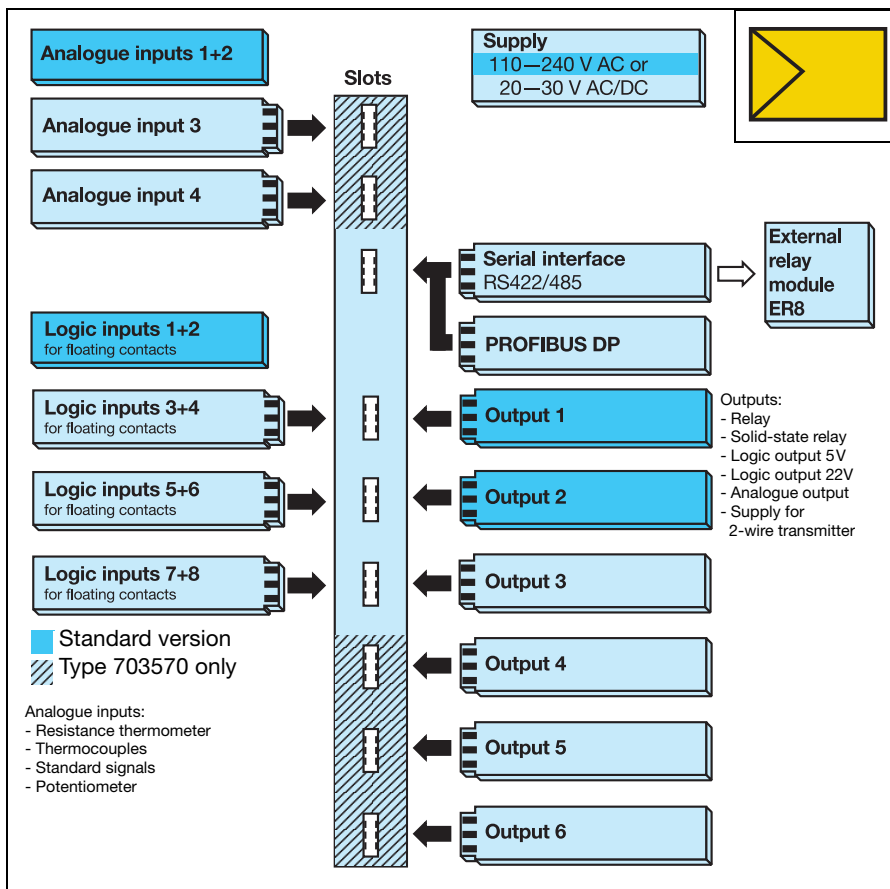 Analogue inputs 1+2
Analogue input 3
Analogue input 4
Logic inputs 1+2
for floating contacts
Logic inputs 3+4
for floating contacts
Logic inputs 5+6
for floating contacts
Logic inputs 7+8
for floating contacts
Standard version
Type 703570 only
Analogue inputs:
- Resistance thermometer
- Thermocouples
- Standard signals
- Potentiometer
Slots
Supply
110—240 V AC or
20—30 V AC/DC
Serial interface
RS422/485
PROFIBUS DP
External
relay
module
ER8
Output 1
Output 2
Output 3
Output 4
Output 5
Output 6
Outputs:
- Relay
- Solid-state relay
- Logic output 5V
- Logic output 22V
- Analogue output
- Supply for
2-wire transmitter